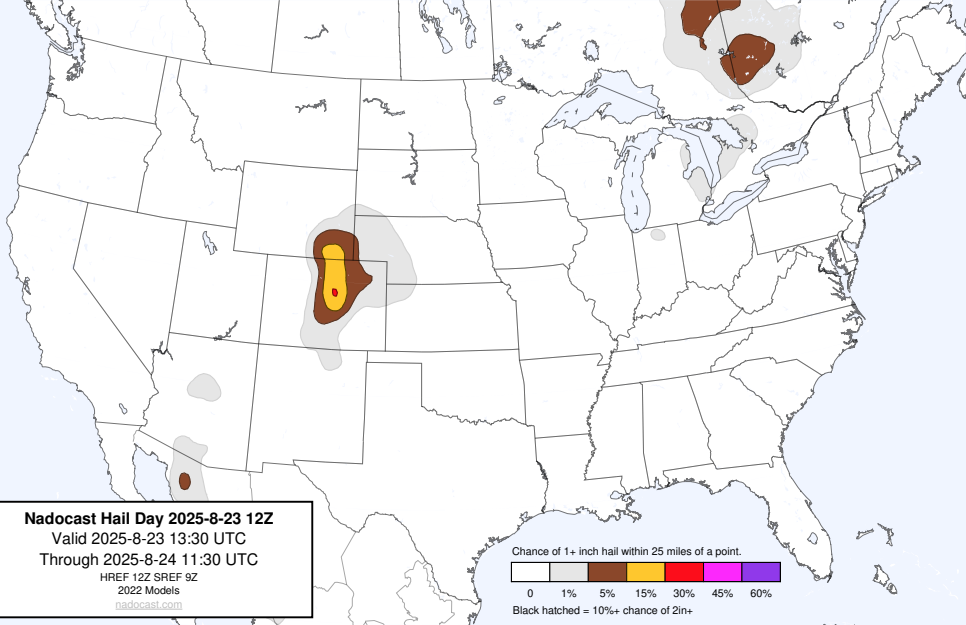 Nadocast Hail Day 2025-8-23 12Z
Valid 2025-8-23 13:30 UTC
Through 2025-8-24 11:30 UTC
HREF 12Z SREF 9Z
2022 Models
nadocast.com
Chance of 1+ inch hail within 25 miles of a point.
0 1% 5% 15% 30% 45% 60%
Black hatched = 10%+ chance of 2in+